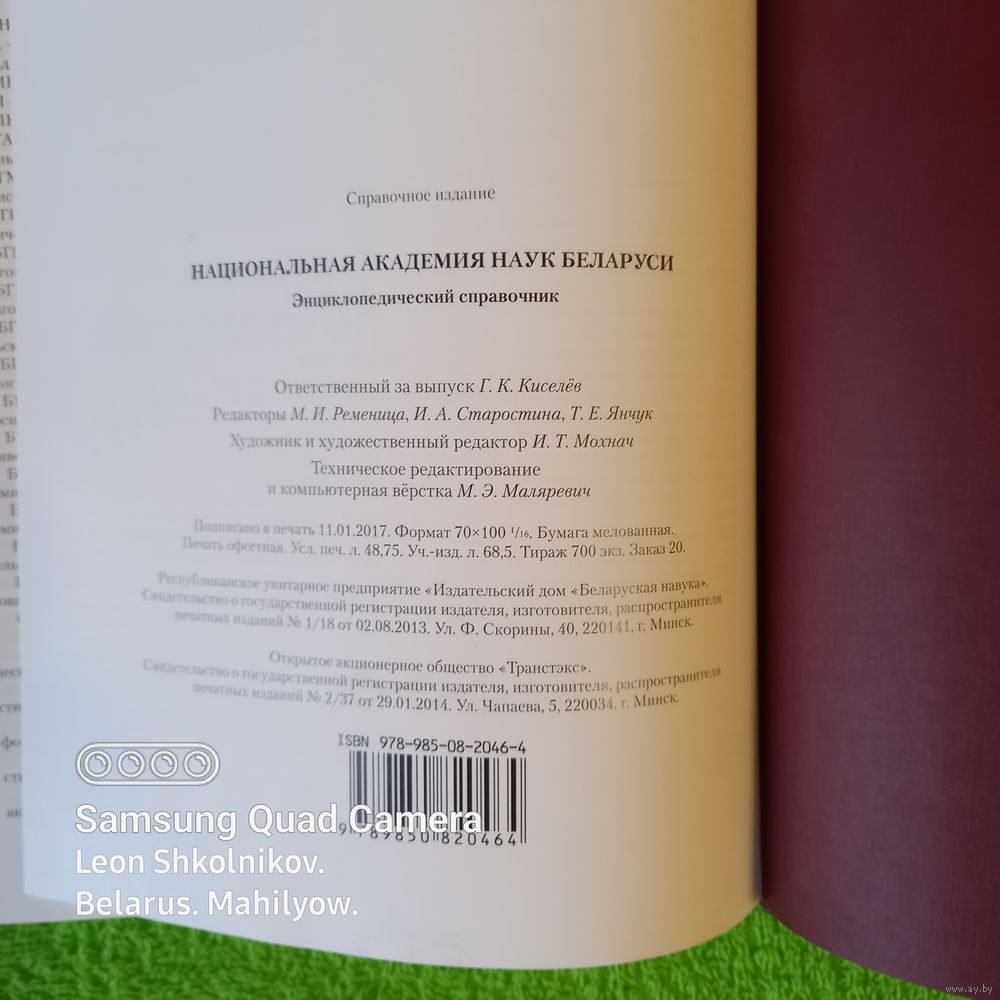 Справочное издание
НАЦИОНАЛЬНАЯ АКАДЕМИЯ НАУК БЕЛАРУСИ
Энциклопедический справочник
Ответственный за выпуск Г. К. Киселёв
Редакторы М. И. Ременица, И. А. Старостина, Т. Е. Янчук
Художник и художественный редактор И. Т. Мохнач
Техническое редактирование
и компьютерная вёрстка М. Э. Маляревич
Подписано в печать 11.01.2017. Формат 70×100 1/16. Бумага мелованная.
Печать офсетная. Усл. печ. л. 48,75. Уч.-изд. л. 68,5. Тираж 700 экз. Заказ 20.
Республиканское унитарное предприятие «Издательский дом «Беларуская навука».
Свидетельство о государственной регистрации издателя, изготовителя, распространителя
печатных изданий № 1/18 от 02.08.2013. Ул. Ф. Скорины, 40, 220141, г. Минск.
Открытое акционерное общество «Транстэкс».
Свидетельство о государственной регистрации издателя, изготовителя, распространителя
печатных изданий № 2/37 от 29.01.2014. Ул. Чапаева, 5, 220034, г. Минск.
ISBN 978-985-08-2046-4
9 789850 820464
Samsung Quad Camera
Leon Shkolnikov.
Belarus. Mahilyow.
www.ay.by